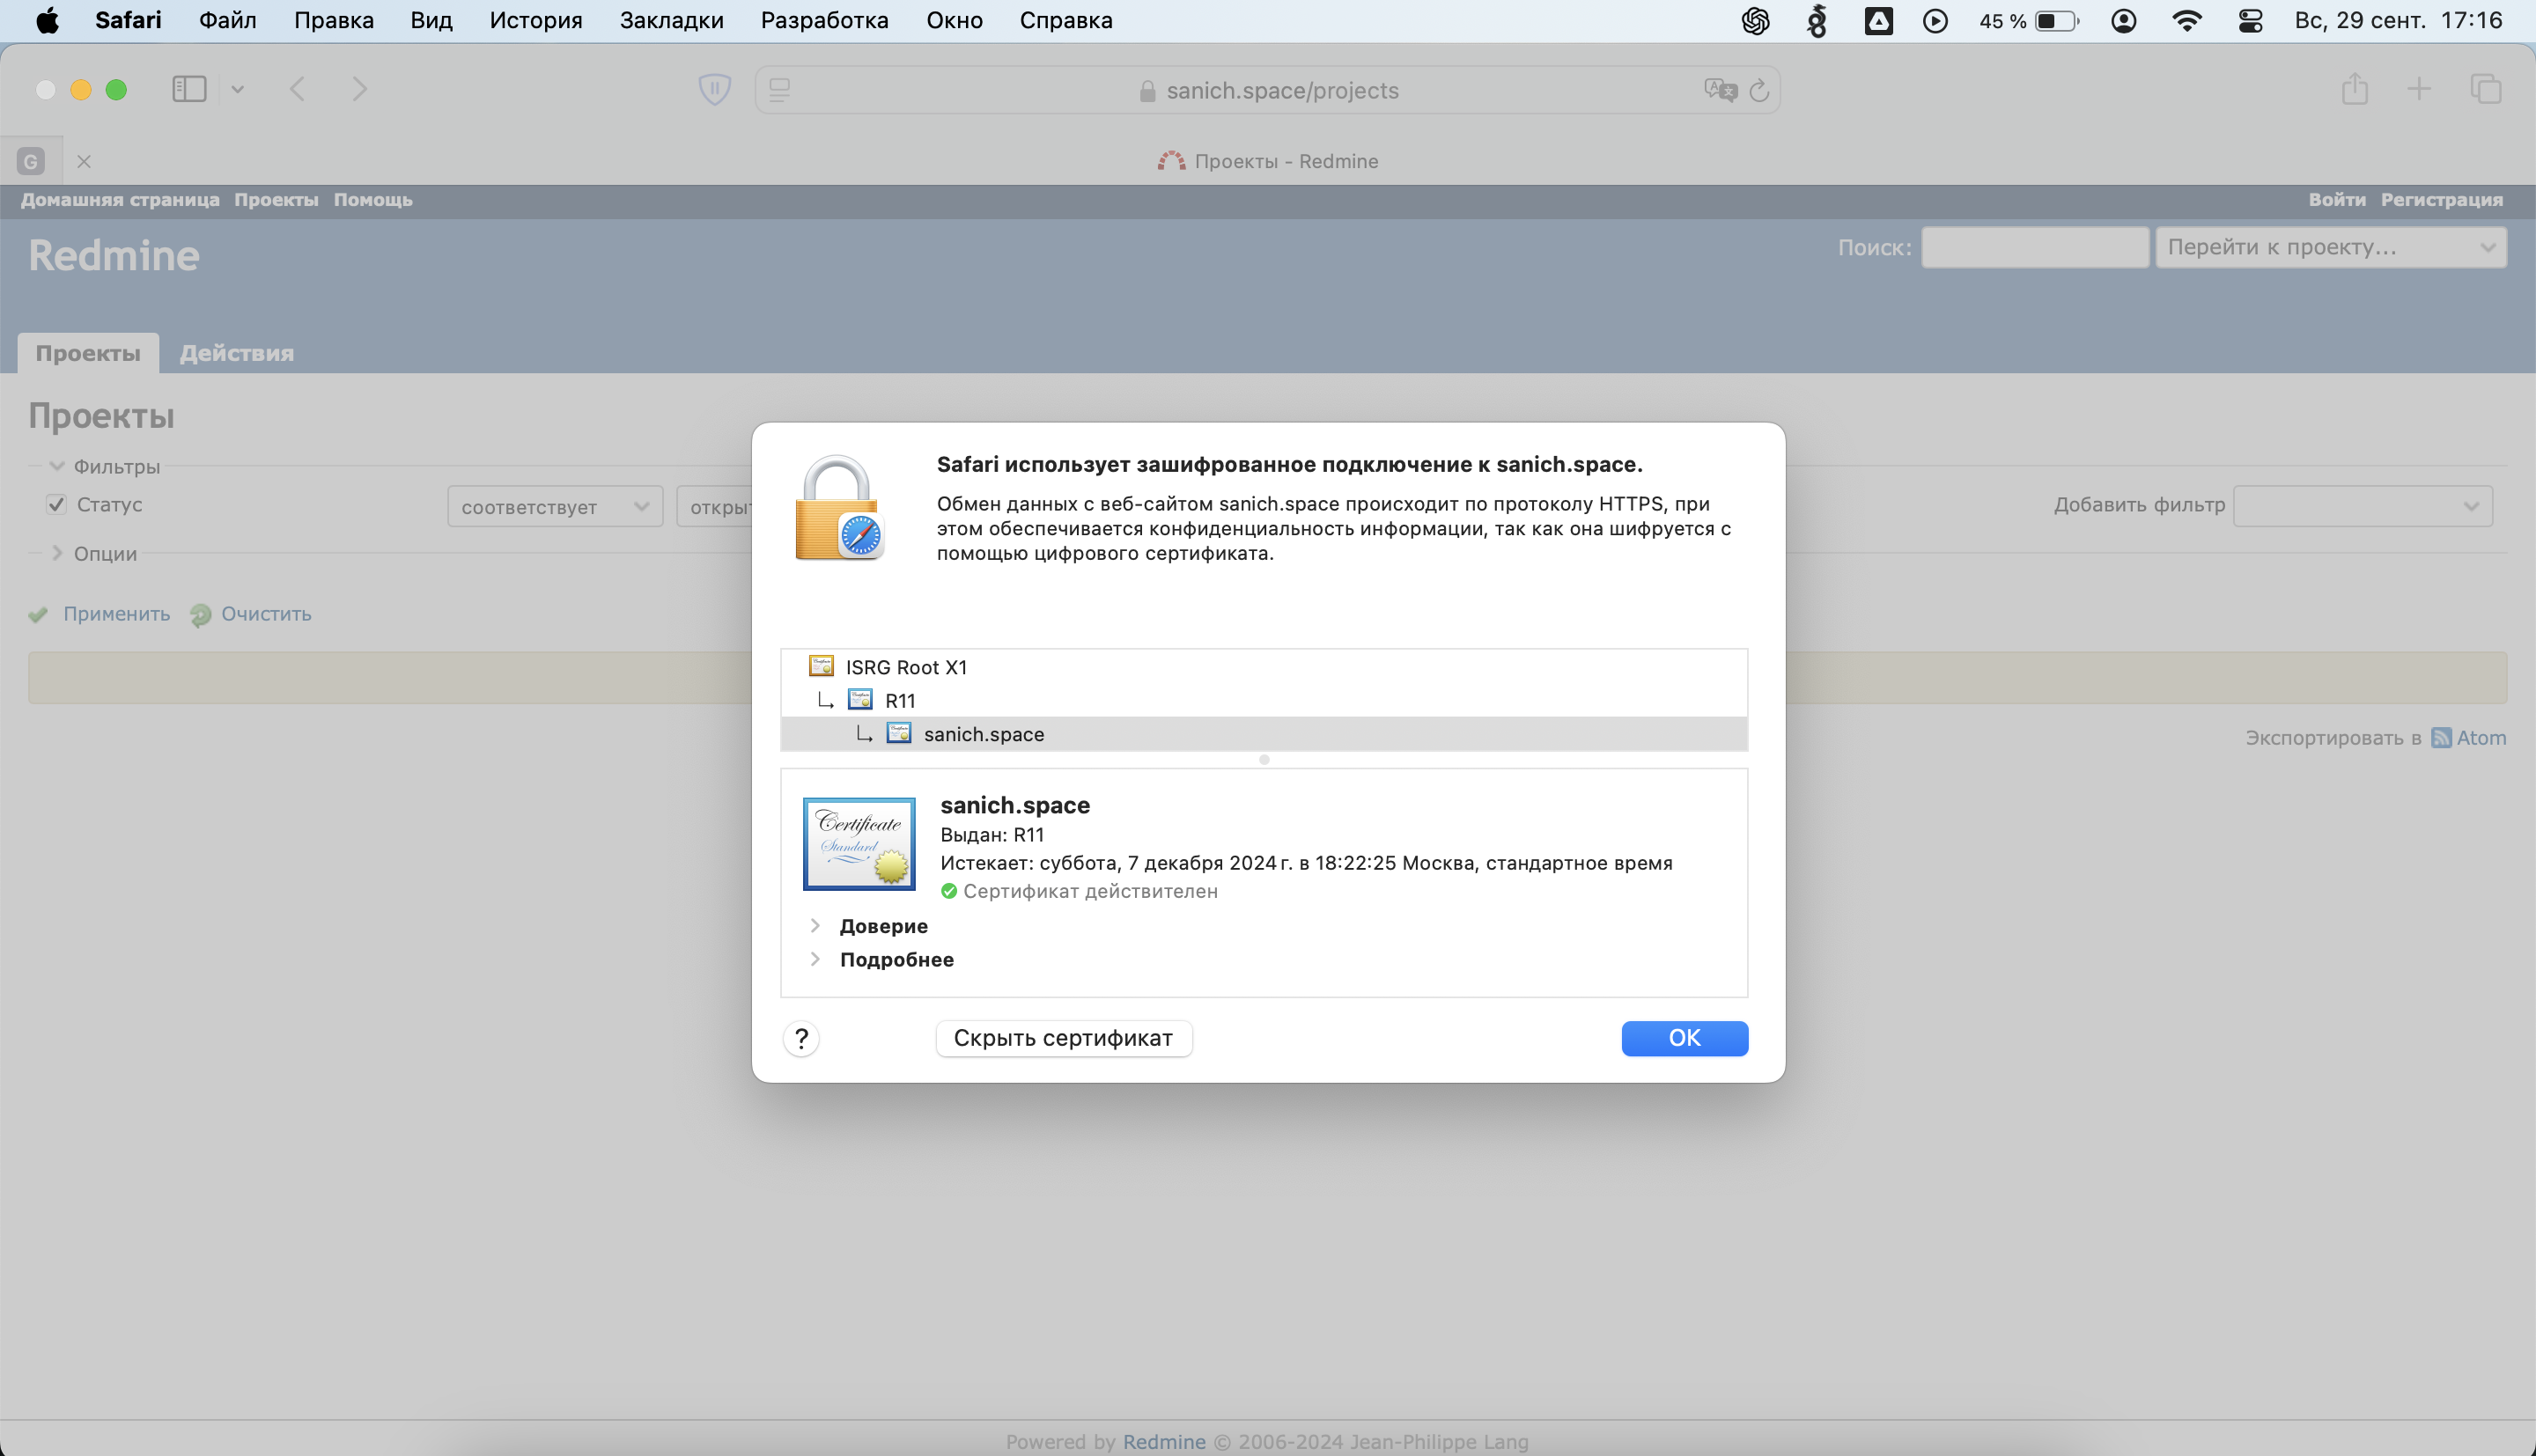 Safari Файл Правка Вид История Закладки Разработка Окно Справка 45 % Вс, 29 сент. 17:16
sanich.space/projects
G Проекты - Redmine
Домашняя страница Проекты Помощь Войти Регистрация
Redmine Поиск: Перейти к проекту...
Проекты Действия
Проекты
Фильтры
Статус соответствует откры Добавить фильтр
Опции
Применить Очистить
Экспортировать в Atom
Safari использует зашифрованное подключение к sanich.space.
Обмен данных с веб-сайтом sanich.space происходит по протоколу HTTPS, при
этом обеспечивается конфиденциальность информации, так как она шифруется с
помощью цифрового сертификата.
ISRG Root X1
R11
sanich.space
Certificate
Standard
sanich.space
Выдан: R11
Истекает: суббота, 7 декабря 2024 г. в 18:22:25 Москва, стандартное время
Сертификат действителен
Доверие
Подробнее
? Скрыть сертификат OK
Powered by Redmine © 2006-2024 Jean-Philippe Lang